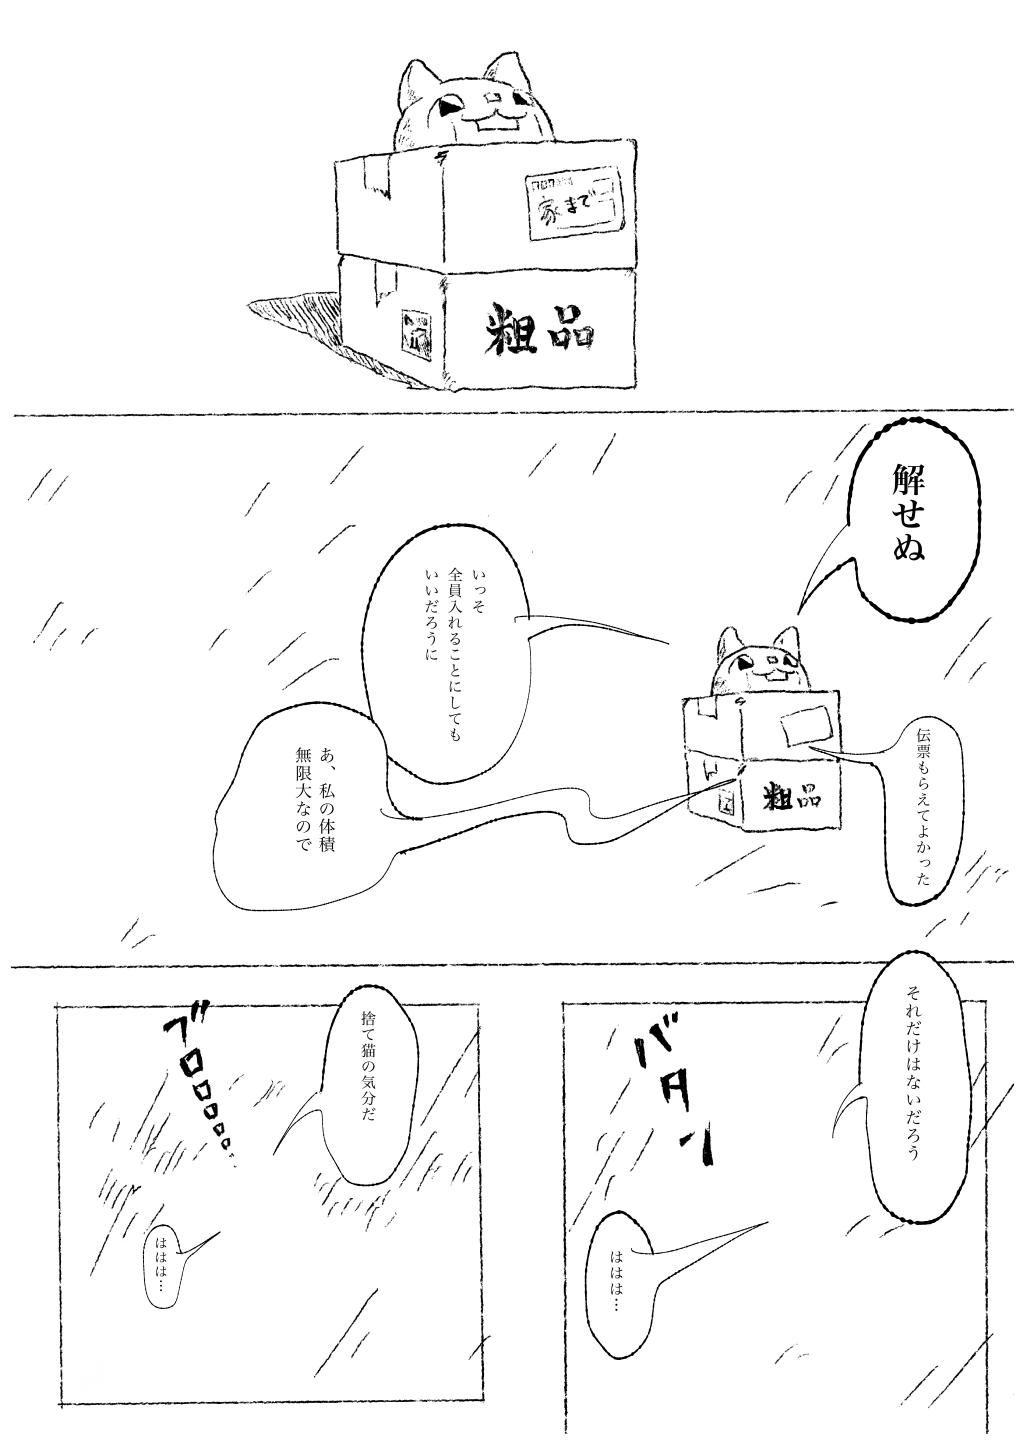 家まで
粗品
解せぬ
いっそ
全員入れることにしても
いいだろうに
伝票もらえてよかった
あ、私の体積
無限大なので
粗品
それだけはないだろう
バタン
ははは…
捨て猫の気分だ
ブロロロロロ……
ははは…